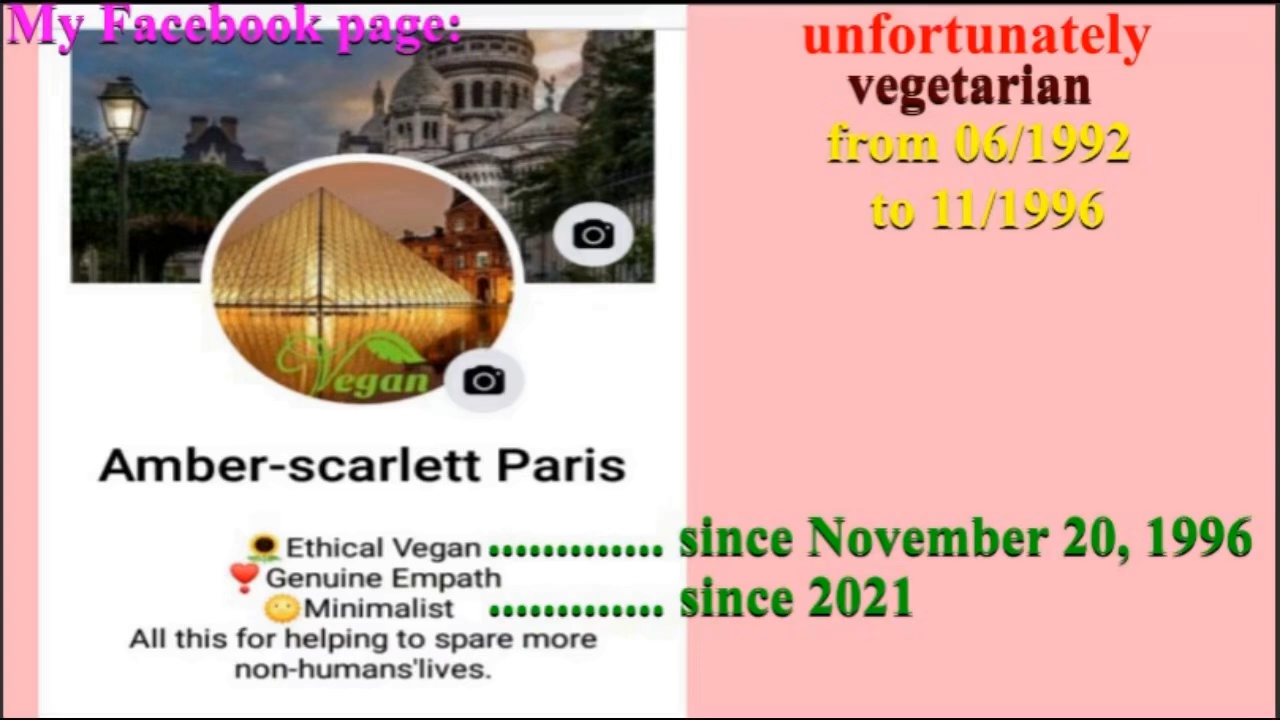 My Facebook page:
unfortunately
vegetarian
from 06/1992
to 11/1996
Vegan
Amber-scarlett Paris
Ethical Vegan ............. since November 20, 1996
Genuine Empath
Minimalist ............. since 2021
All this for helping to spare more
non-humans'lives.